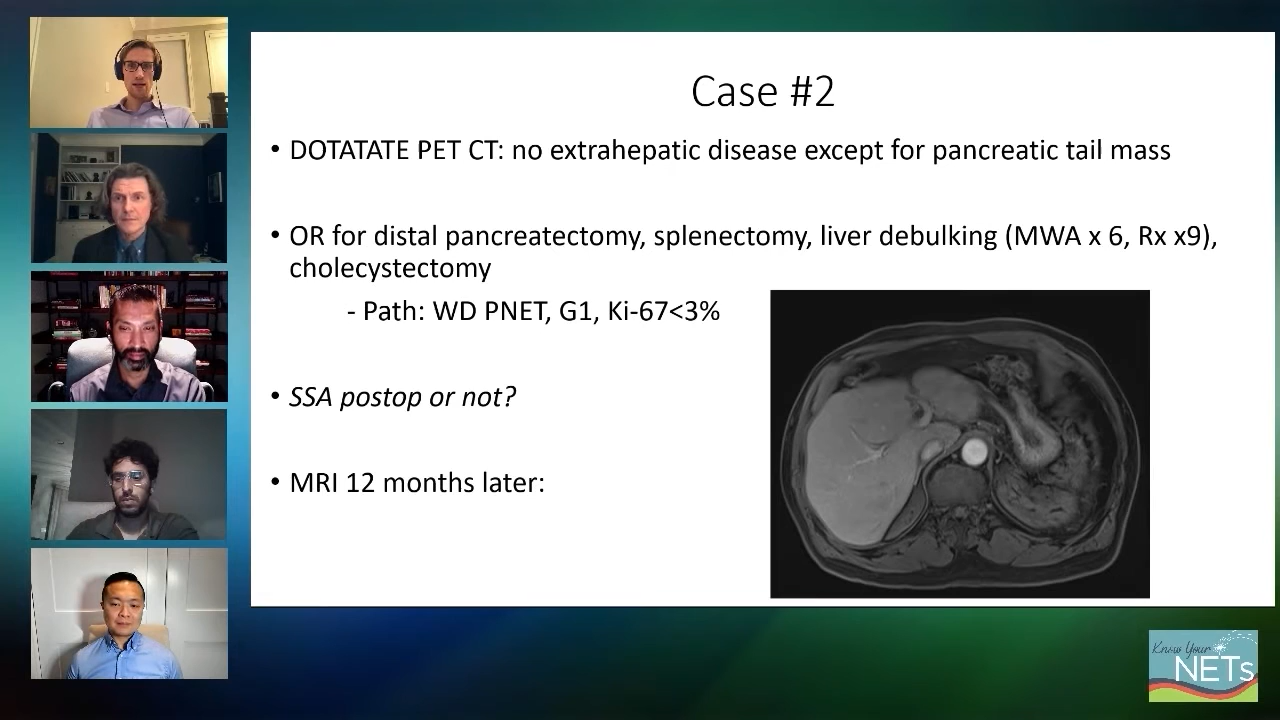 Case #2
• DOTATATE PET CT: no extrahepatic disease except for pancreatic tail mass
• OR for distal pancreatectomy, splenectomy, liver debulking (MWA x 6, Rx x9),
cholecystectomy
- Path: WD PNET, G1, Ki-67<3%
• SSA postop or not?
• MRI 12 months later:
Know Your
NETs